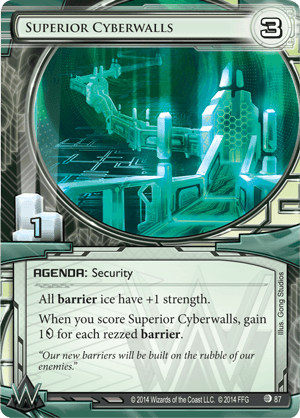 Superior Cyberwalls
3
1
AGENDA: Security
All barrier ice have +1 strength.
When you score Superior Cyberwalls, gain
1 for each rezzed barrier.
“Our new barriers will be built on the rubble of our
enemies.”
Illus. Gong Studios
© 2014 Wizards of the Coast LLC. © 2014 FFG
87